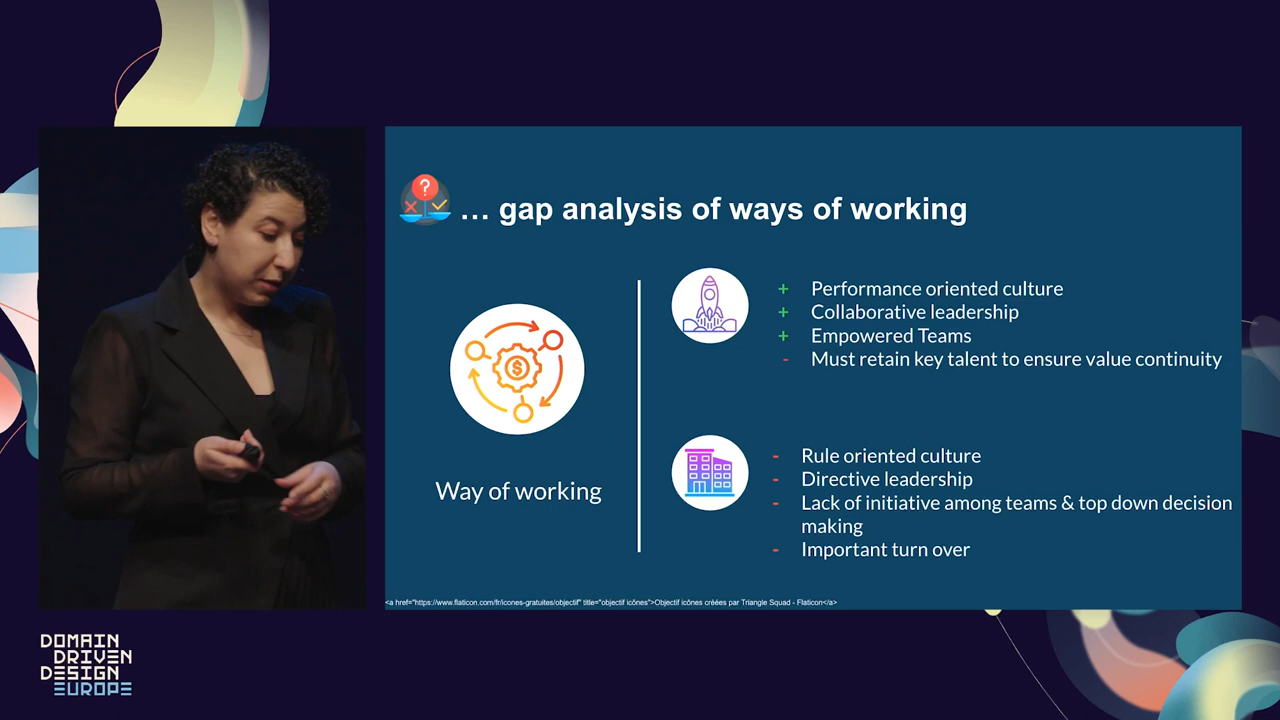 ... gap analysis of ways of working
Way of working
+ Performance oriented culture
+ Collaborative leadership
+ Empowered Teams
- Must retain key talent to ensure value continuity
- Rule oriented culture
- Directive leadership
- Lack of initiative among teams & top down decision
making
- Important turn over
<a href="https://www.flaticon.com/fr/icones-gratuites/objectif" title="objectif icônes">Objectif icônes créées par Triangle Squad - Flaticon</a>
DOMAIN
DRIVEN
DESIGN
EUROPE